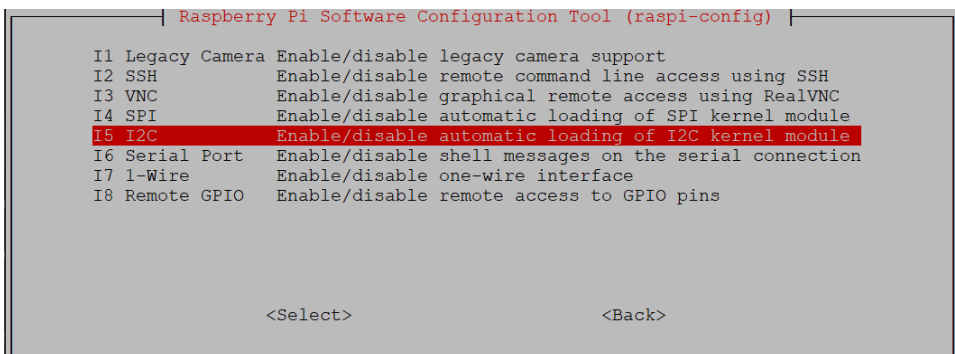 Raspberry Pi Software Configuration Tool (raspi-config)
I1 Legacy Camera Enable/disable legacy camera support
I2 SSH Enable/disable remote command line access using SSH
I3 VNC Enable/disable graphical remote access using RealVNC
I4 SPI Enable/disable automatic loading of SPI kernel module
I5 I2C Enable/disable automatic loading of I2C kernel module
I6 Serial Port Enable/disable shell messages on the serial connection
I7 1-Wire Enable/disable one-wire interface
I8 Remote GPIO Enable/disable remote access to GPIO pins
<Select> <Back>